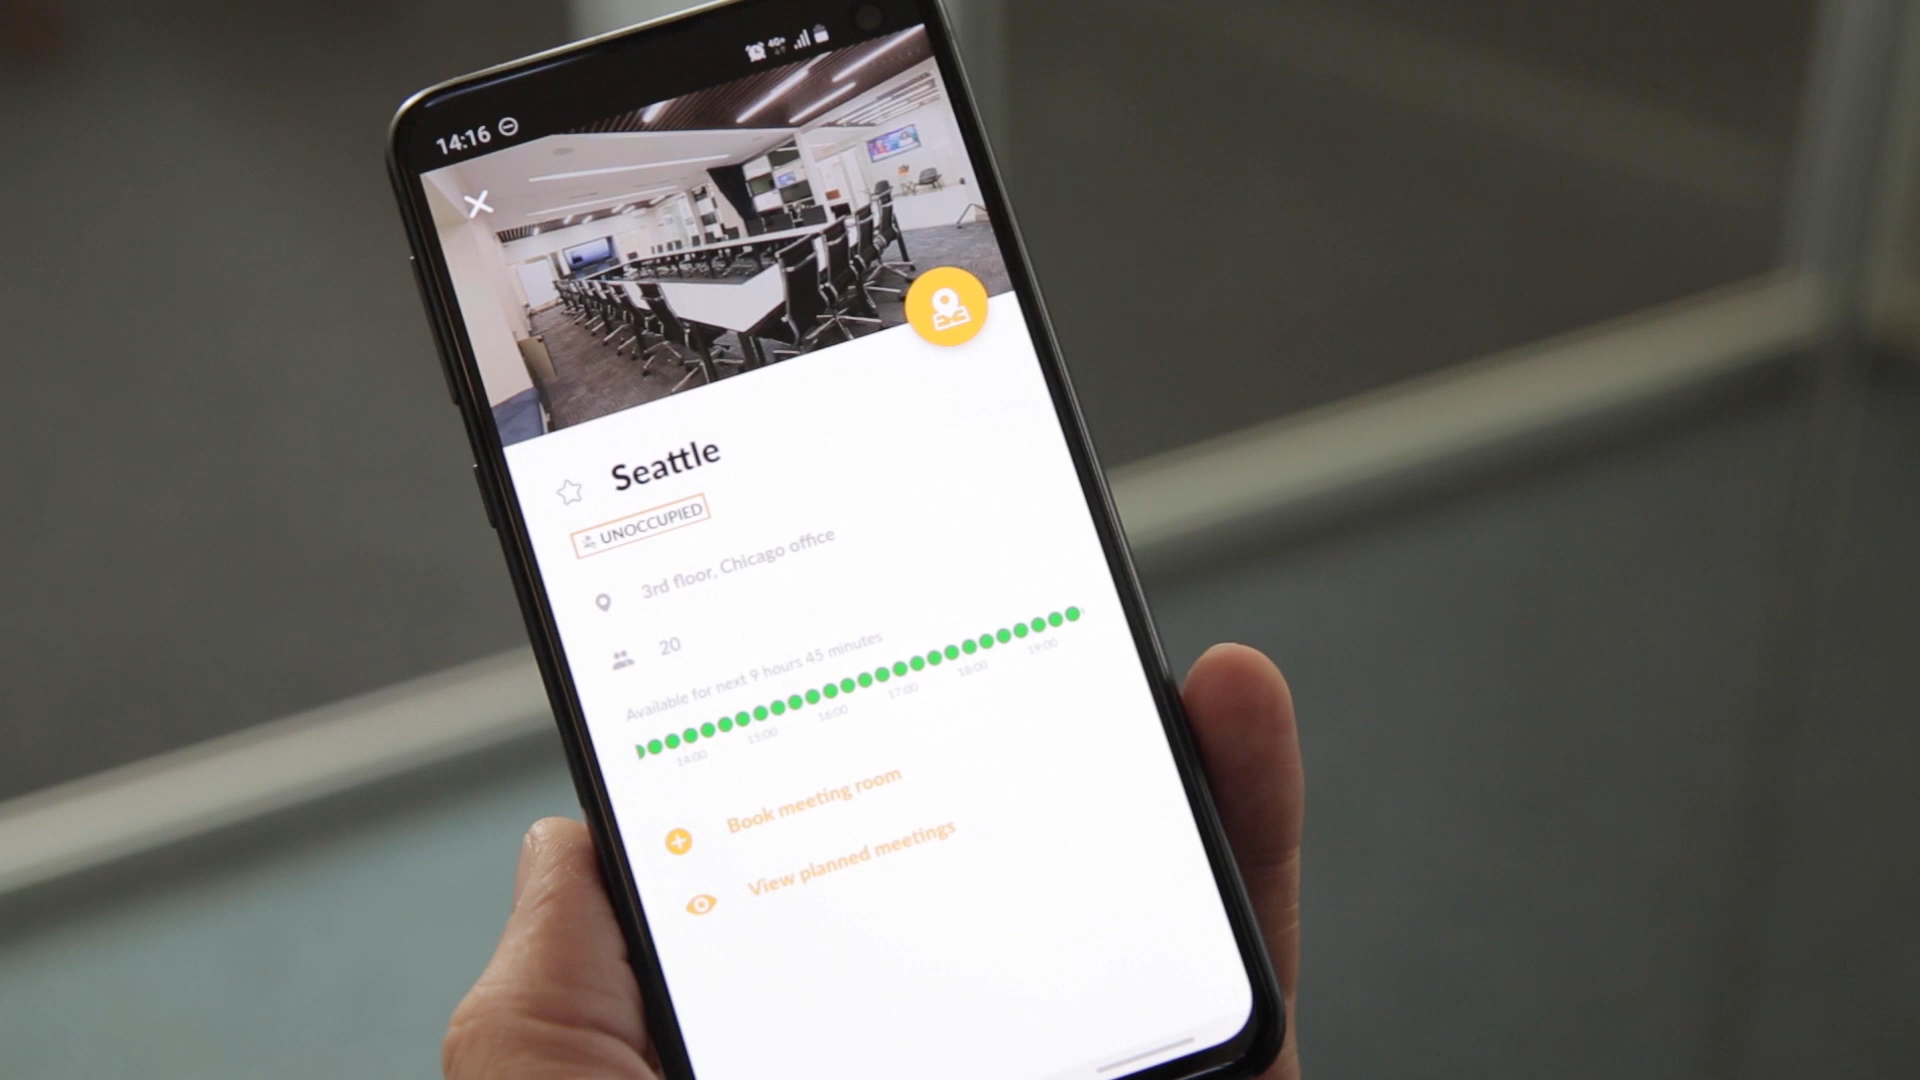 14:16
4G+
Seattle
UNOCCUPIED
3rd floor, Chicago office
20
Available for next 9 hours 45 minutes
14:00 15:00 16:00 17:00 18:00 19:00
Book meeting room
View planned meetings